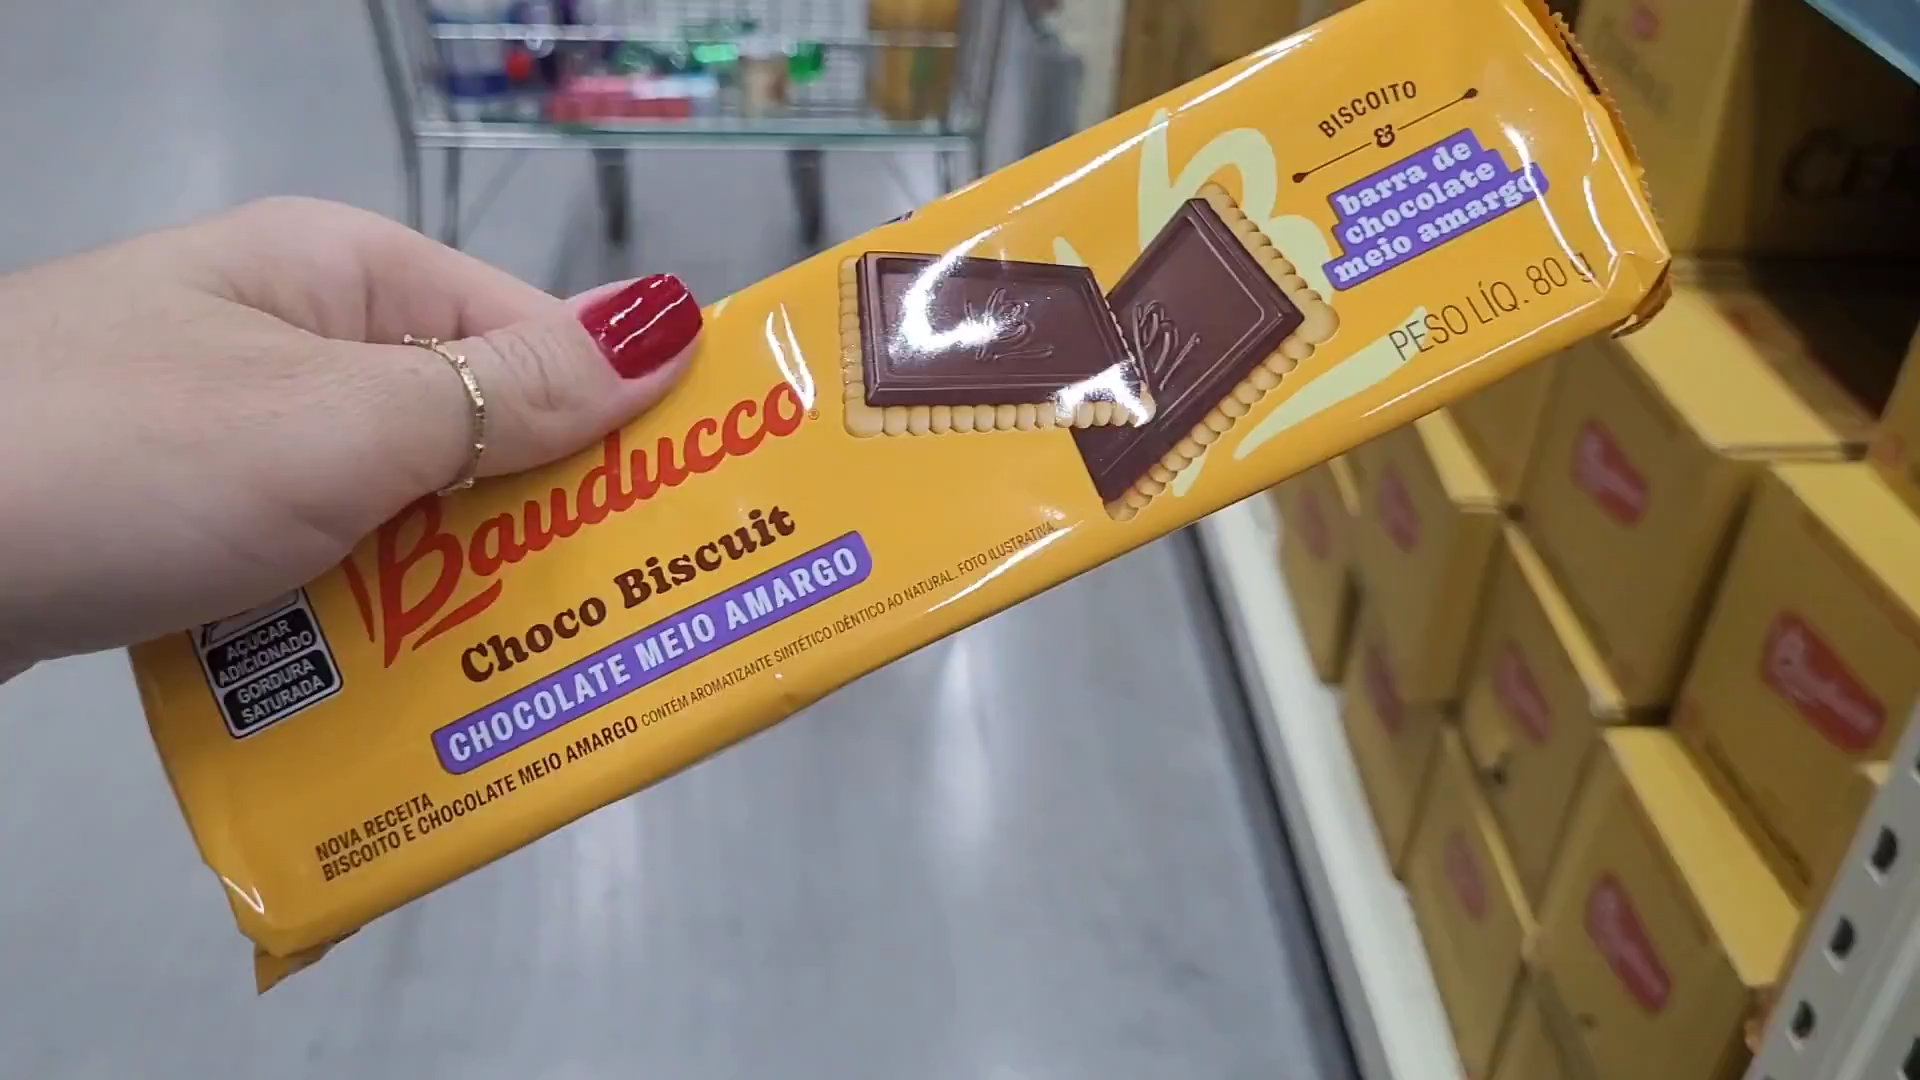 BISCOITO
&
barra de
chocolate
meio amargo
PESO LÍQ. 80 g
Bauducco®
Choco Biscuit
CHOCOLATE MEIO AMARGO
AÇÚCAR
ADICIONADO
GORDURA
SATURADA
NOVA RECEITA
BISCOITO E CHOCOLATE MEIO AMARGO CONTÉM AROMATIZANTE SINTÉTICO IDÊNTICO AO NATURAL. FOTO ILUSTRATIVA.